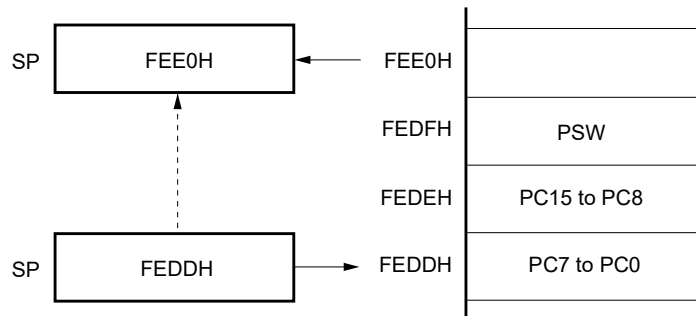 SP FEE0H FEE0H
FEDFH PSW
FEDEH PC15 to PC8
SP FEDDH FEDDH PC7 to PC0